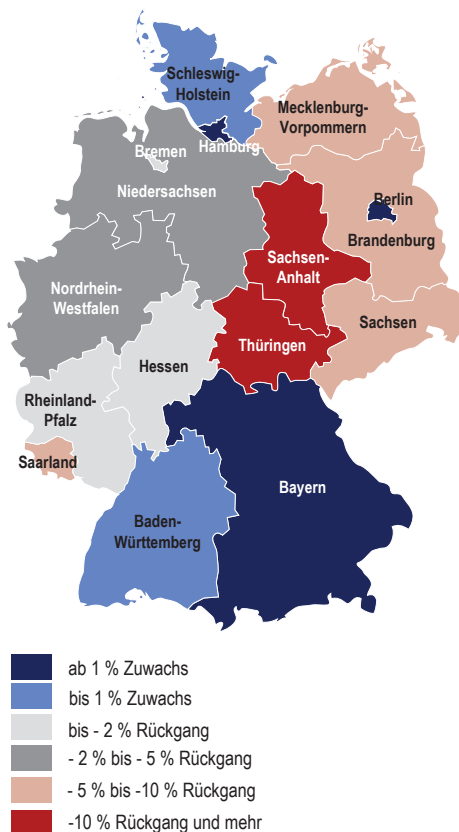 Schleswig-
Holstein
Mecklenburg-
Vorpommern
Hamburg
Bremen
Niedersachsen
Berlin
Brandenburg
Sachsen-
Anhalt
Nordrhein-
Westfalen
Sachsen
Thüringen
Hessen
Rheinland-
Pfalz
Saarland
Bayern
Baden-
Württemberg
ab 1 % Zuwachs
bis 1 % Zuwachs
bis - 2 % Rückgang
- 2 % bis - 5 % Rückgang
- 5 % bis -10 % Rückgang
-10 % Rückgang und mehr